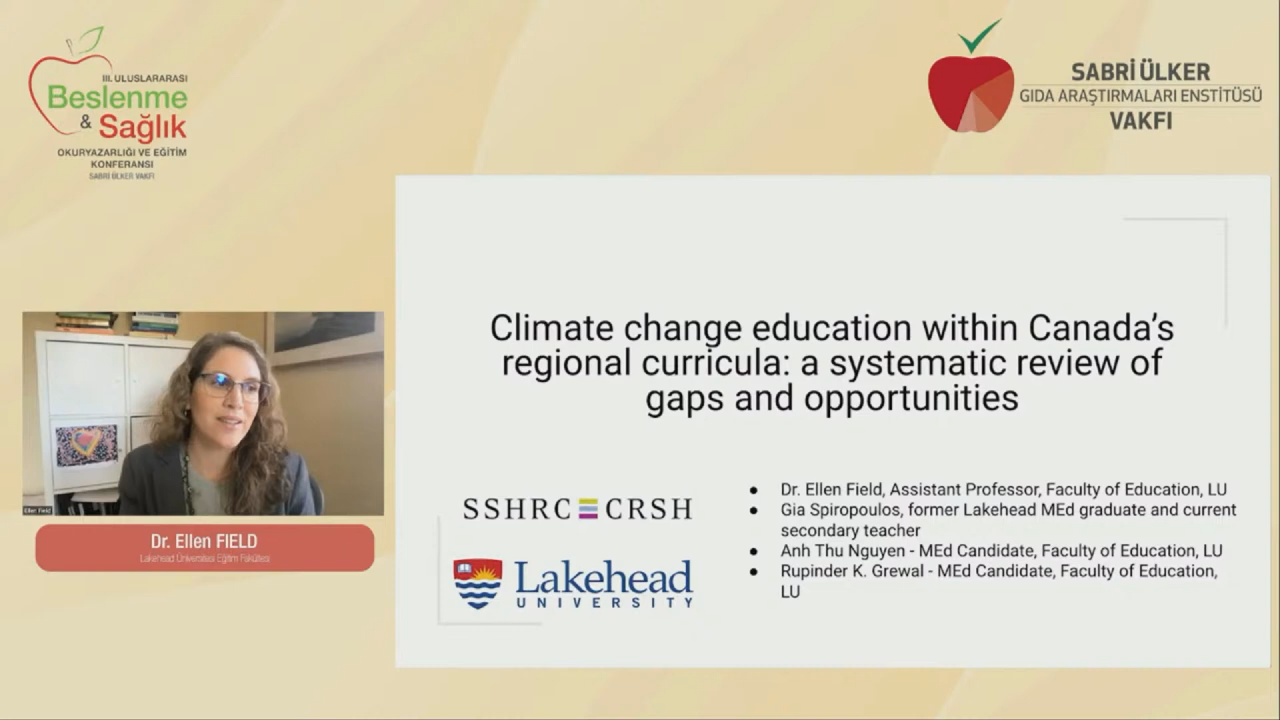 III. ULUSLARARASI
Beslenme
& Sağlık
OKURYAZARLIĞI VE EĞİTİM
KONFERANSI
SABRİ ÜLKER VAKFI
SABRİ ÜLKER
GIDA ARAŞTIRMALARI ENSTİTÜSÜ
VAKFI
Climate change education within Canada's
regional curricula: a systematic review of
gaps and opportunities
SSHRC CRSH
Lakehead
UNIVERSITY
● Dr. Ellen Field, Assistant Professor, Faculty of Education, LU
● Gia Spiropoulos, former Lakehead MEd graduate and current
secondary teacher
● Anh Thu Nguyen - MEd Candidate, Faculty of Education, LU
● Rupinder K. Grewal - MEd Candidate, Faculty of Education,
LU
Ellen Field
Dr. Ellen FIELD
Lakehead Üniversitesi Eğitim Fakültesi